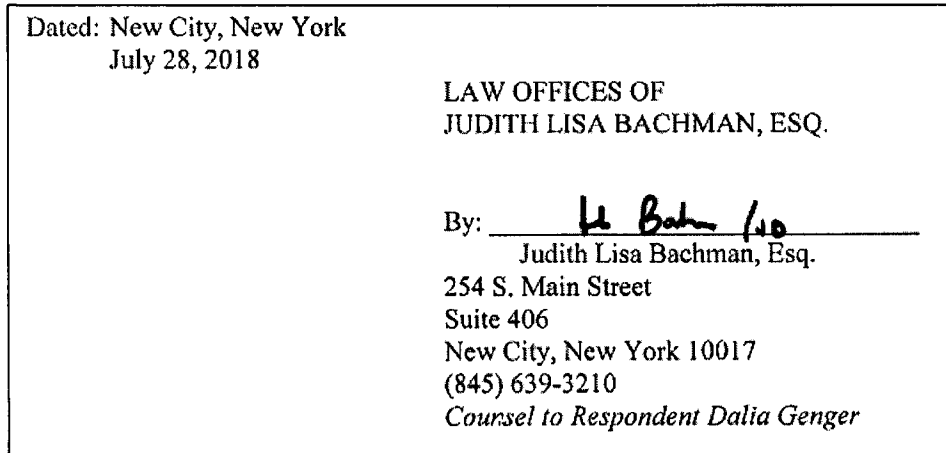 Dated: New City, New York
July 28, 2018
LAW OFFICES OF
JUDITH LISA BACHMAN, ESQ.
By:
Judith Lisa Bachman, Esq.
254 S. Main Street
Suite 406
New City, New York 10017
(845) 639-3210
Counsel to Respondent Dalia Genger